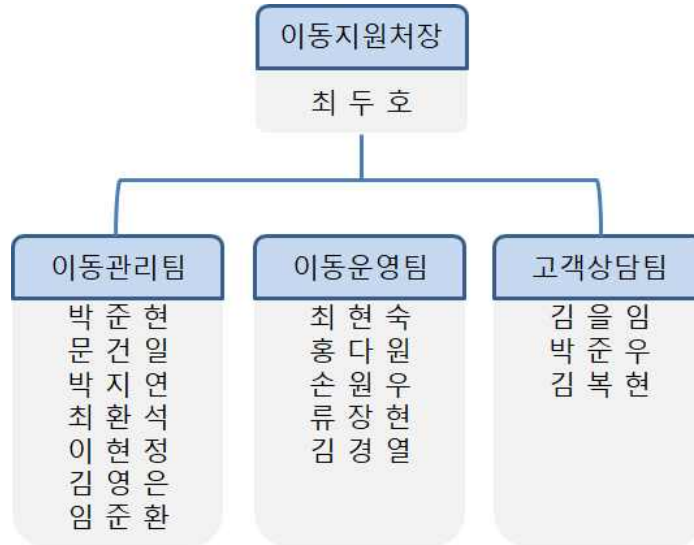 이동지원처장
최 두 호
이동관리팀
박 준 현
문 건 일
박 지 연
최 환 석
이 현 정
김 영 은
임 준 환
이동운영팀
최 현 숙
홍 다 원
손 원 우
류 장 현
김 경 열
고객상담팀
김 을 임
박 준 우
김 복 현